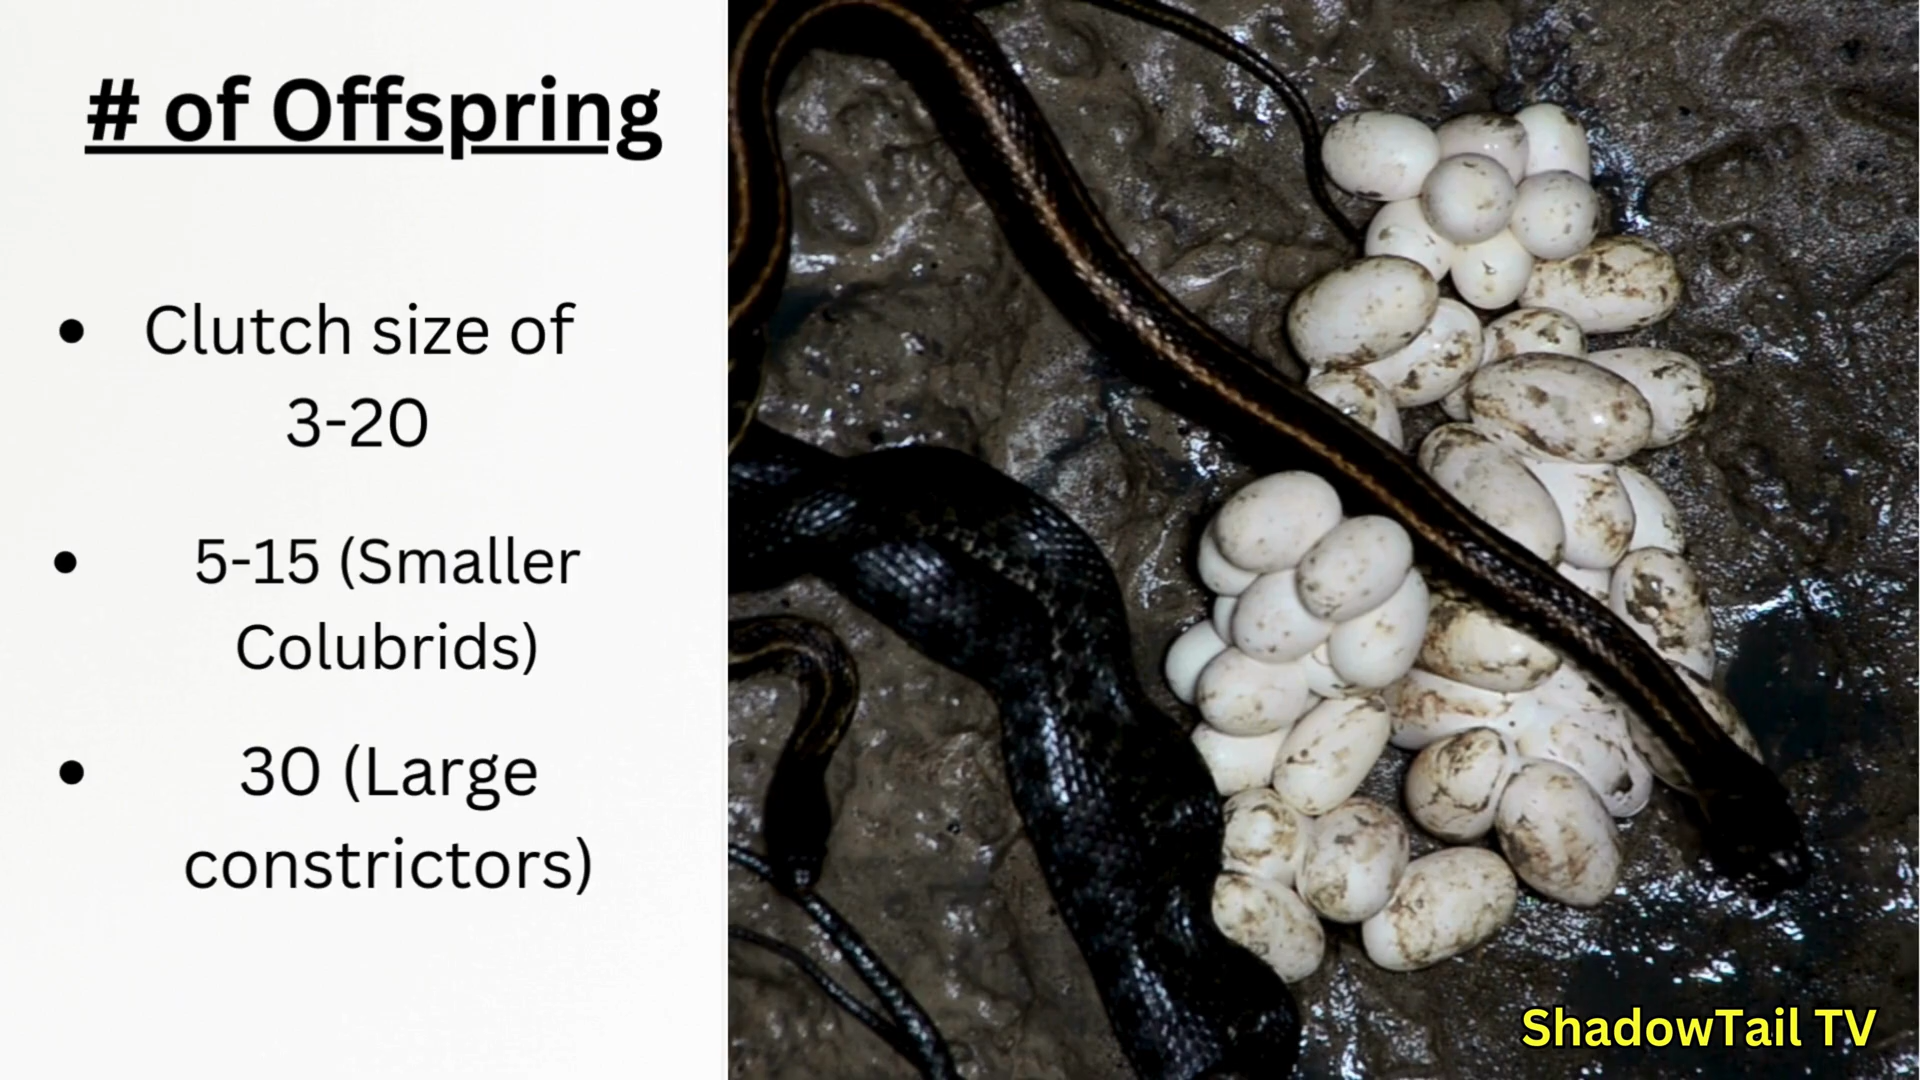 # of Offspring
• Clutch size of
3-20
• 5-15 (Smaller
Colubrids)
• 30 (Large
constrictors)
ShadowTail TV